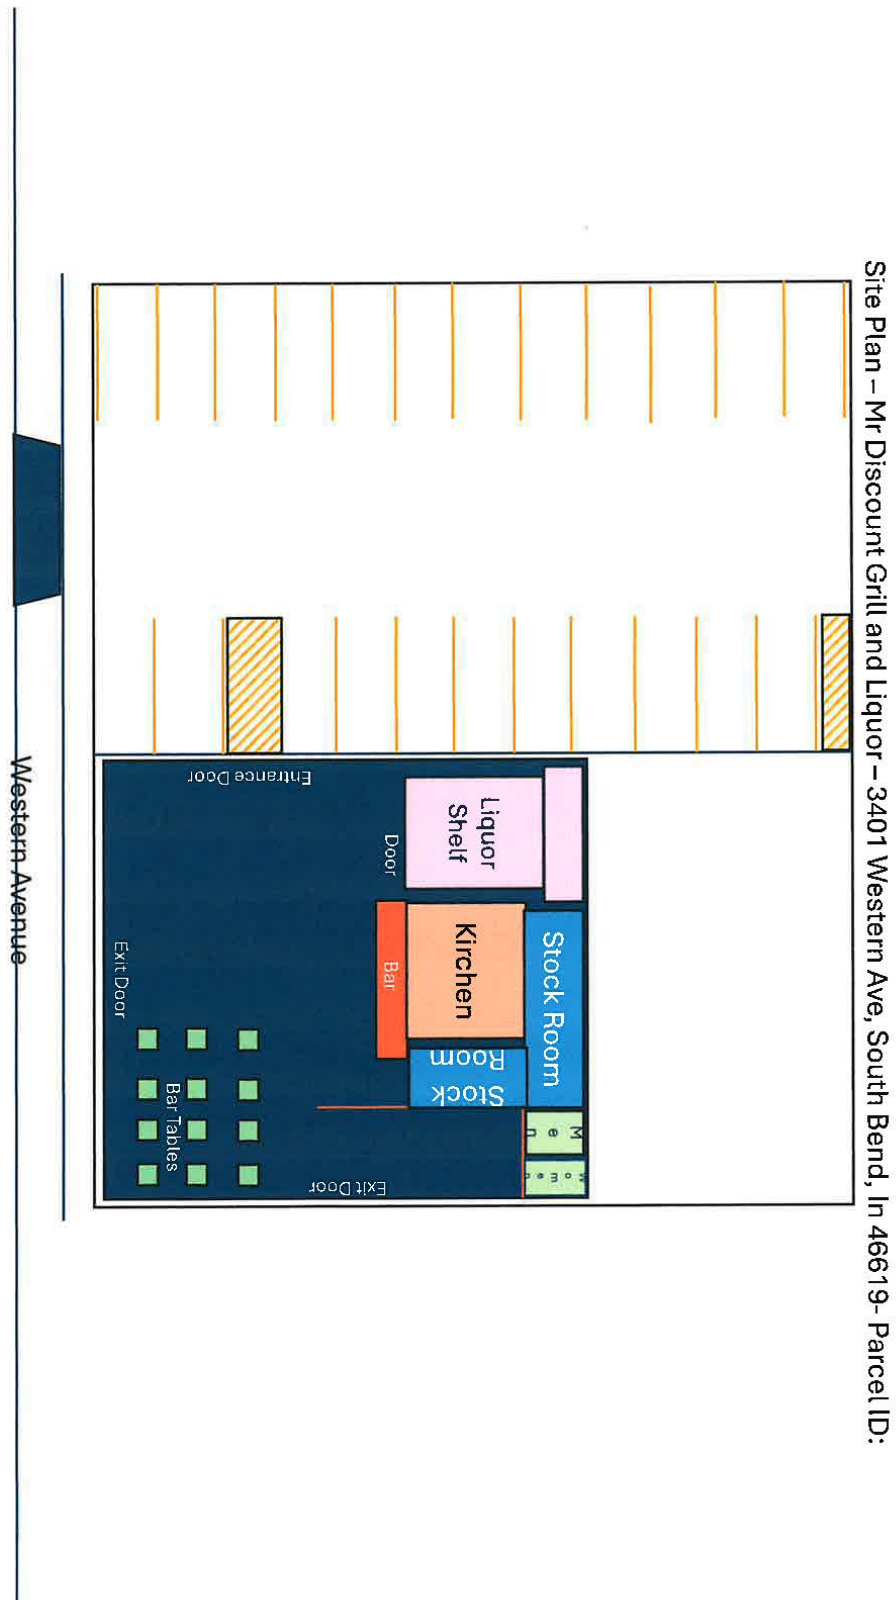 Site Plan – Mr Discount Grill and Liquor – 3401 Western Ave, South Bend, In 46619- Parcel ID:
Stock Room
Men
Women
Liquor
Shelf
Kirchen
Stock
Room
Door
Bar
Entrance Door
Exit Door
Bar Tables
Exit Door
Western Avenue